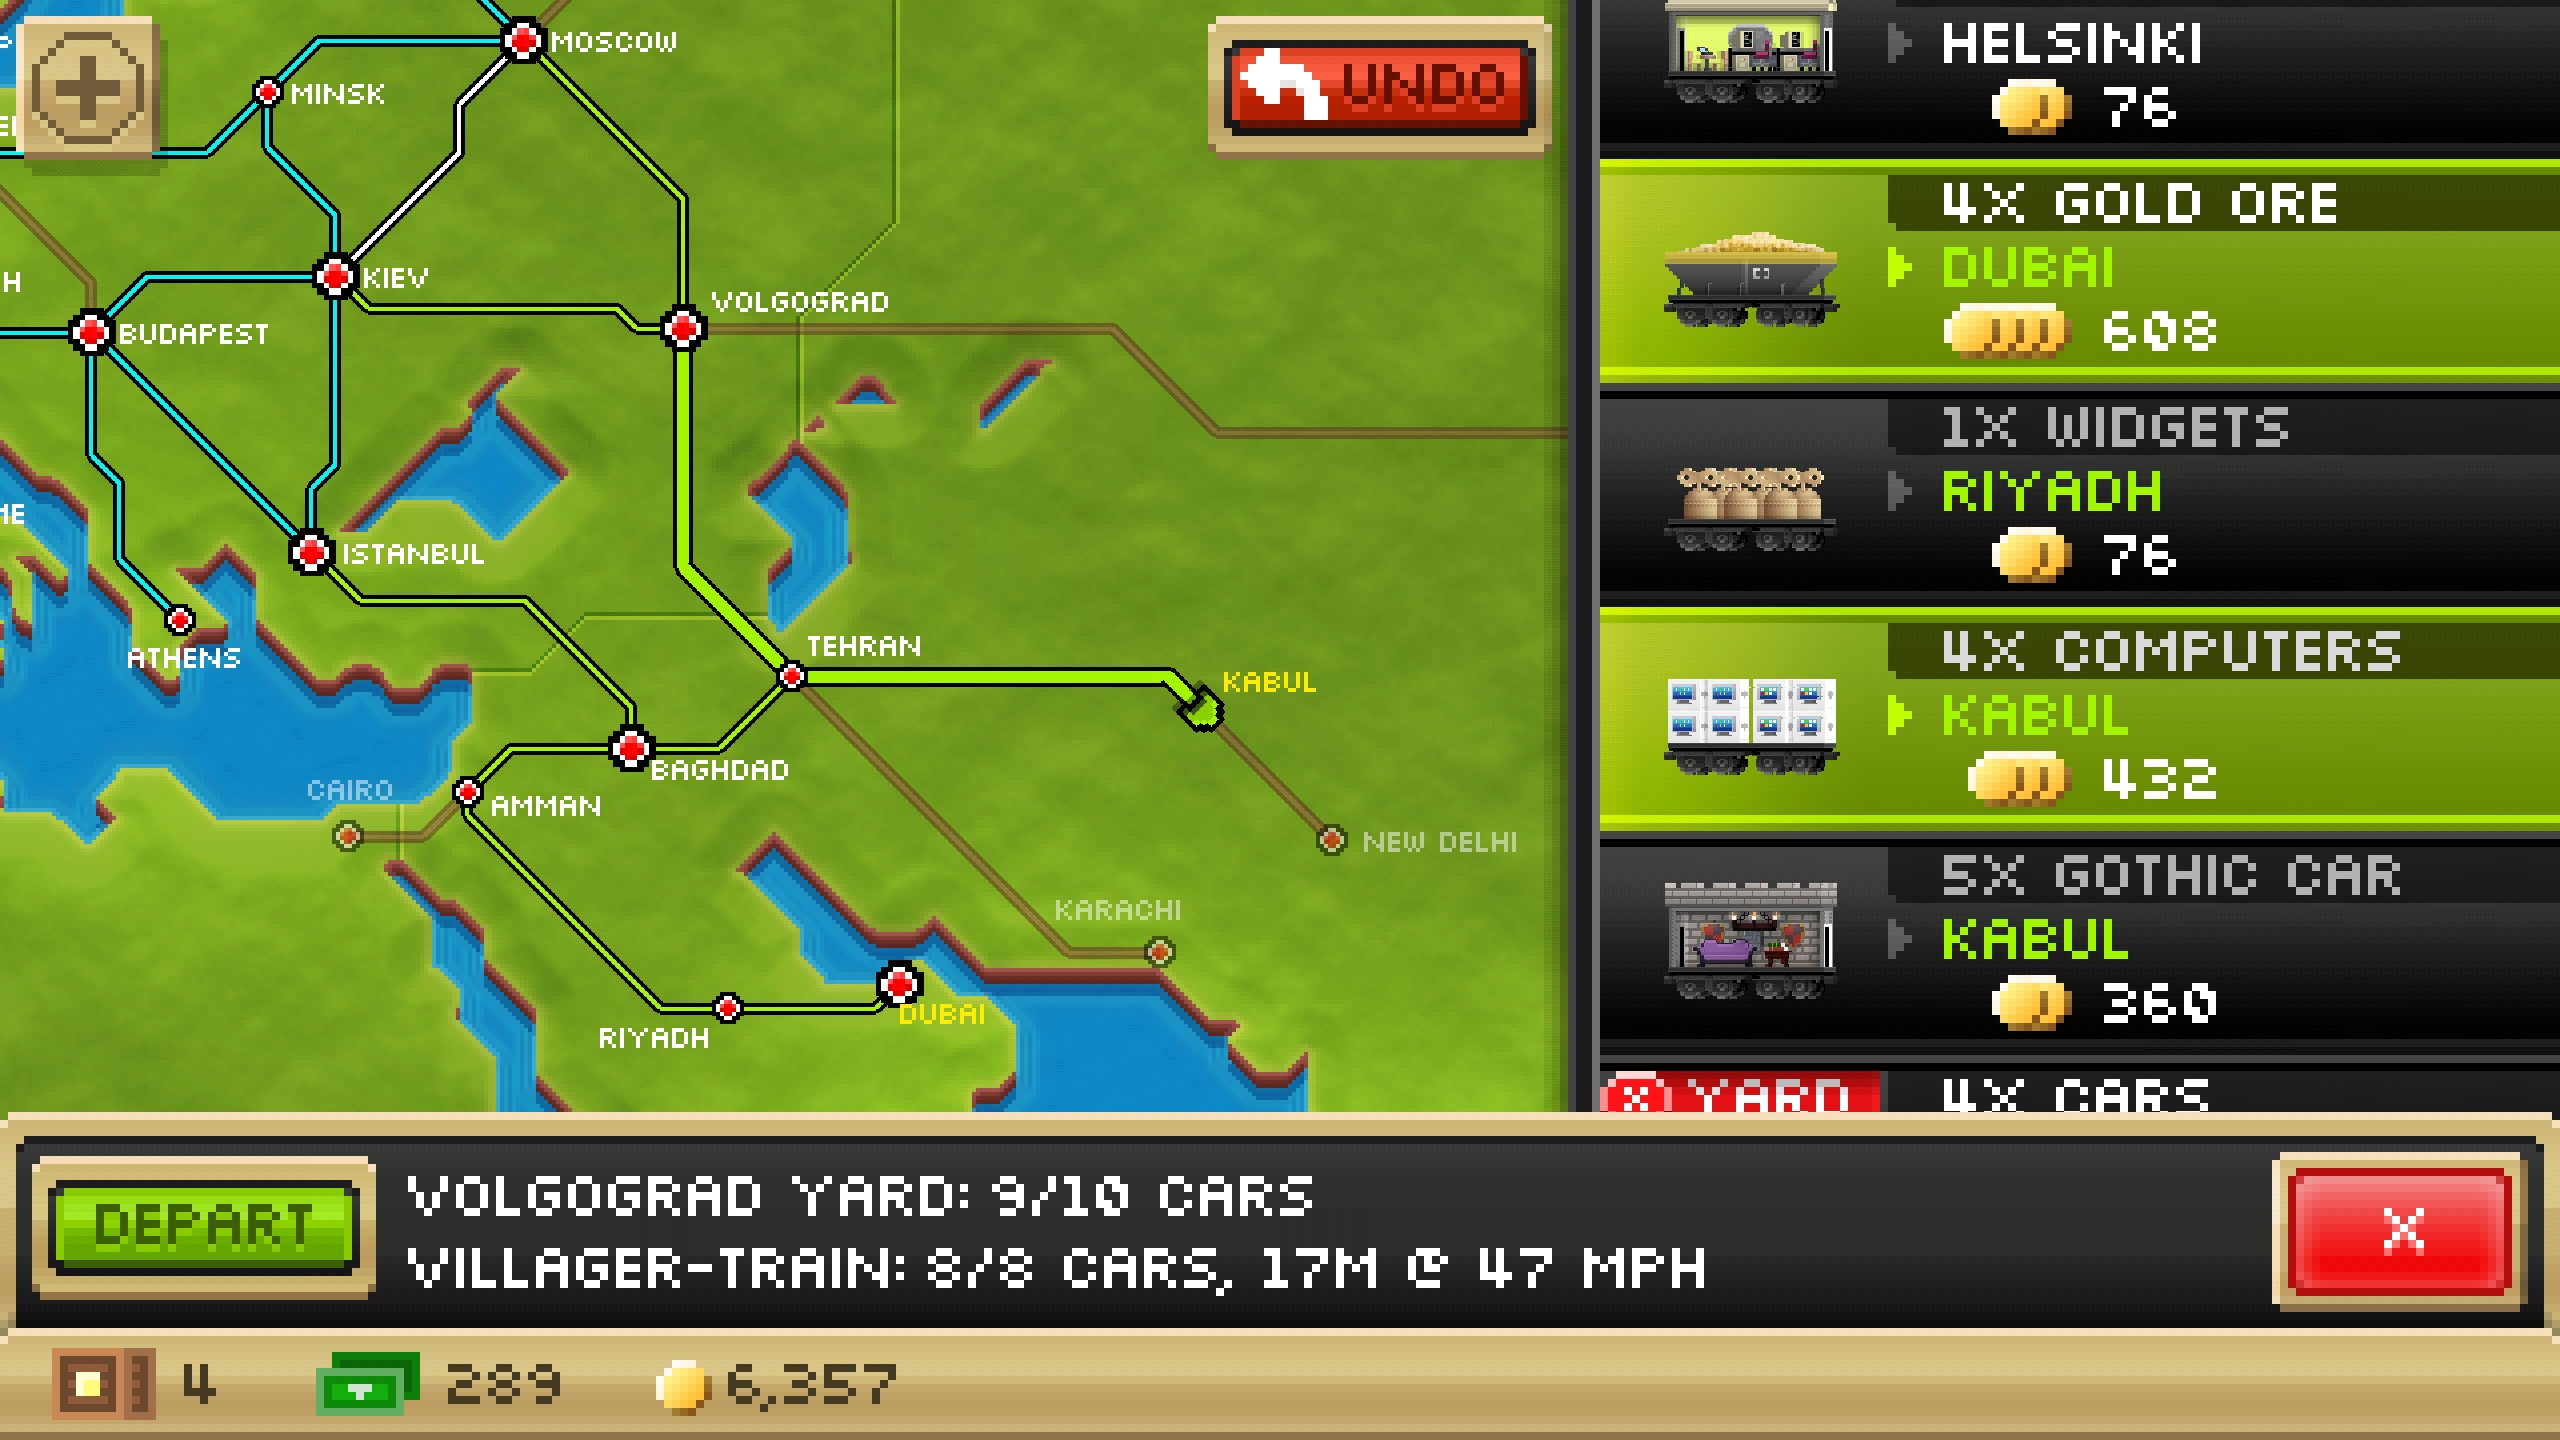 MOSCOW
MINSK
UNDO
KIEV
VOLGOGRAD
H
BUDAPEST
ISTANBUL
ATHENS
TEHRAN
KABUL
BAGHDAD
CAIRO
AMMAN
NEW DELHI
KARACHI
DUBAI
RIYADH
HELSINKI
76
4X GOLD ORE
DUBAI
608
1X WIDGETS
RIYADH
76
4X COMPUTERS
KABUL
432
5X GOTHIC CAR
KABUL
360
X YARD 4X CARS
DEPART
VOLGOGRAD YARD: 9/10 CARS
VILLAGER-TRAIN: 8/8 CARS, 17M @ 47 MPH
X
4 289 6,357